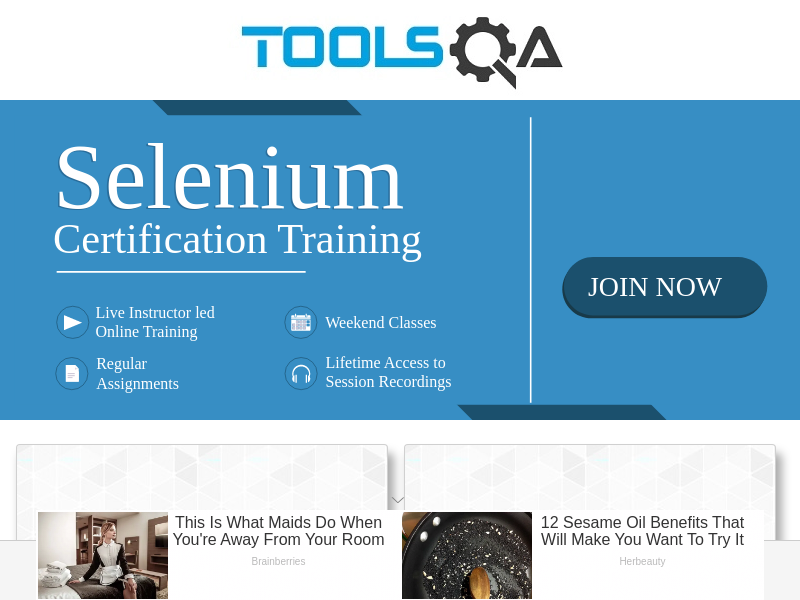 TOOLSQA
Selenium
Certification Training
JOIN NOW
Live Instructor led
Online Training
Weekend Classes
Regular
Assignments
Lifetime Access to
Session Recordings
This Is What Maids Do When
You're Away From Your Room
Brainberries
12 Sesame Oil Benefits That
Will Make You Want To Try It
Herbeauty